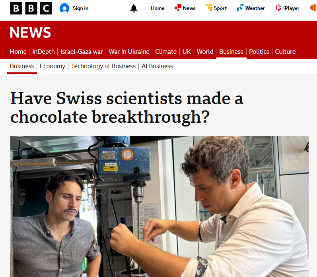 BBC Sign in Home News Sport Weather iPlayer
NEWS
Home | InDepth | Israel-Gaza war | War in Ukraine | Climate | UK | World | Business | Politics | Culture
Business | Economy | Technology of Business | AI Business
Have Swiss scientists made a
chocolate breakthrough?